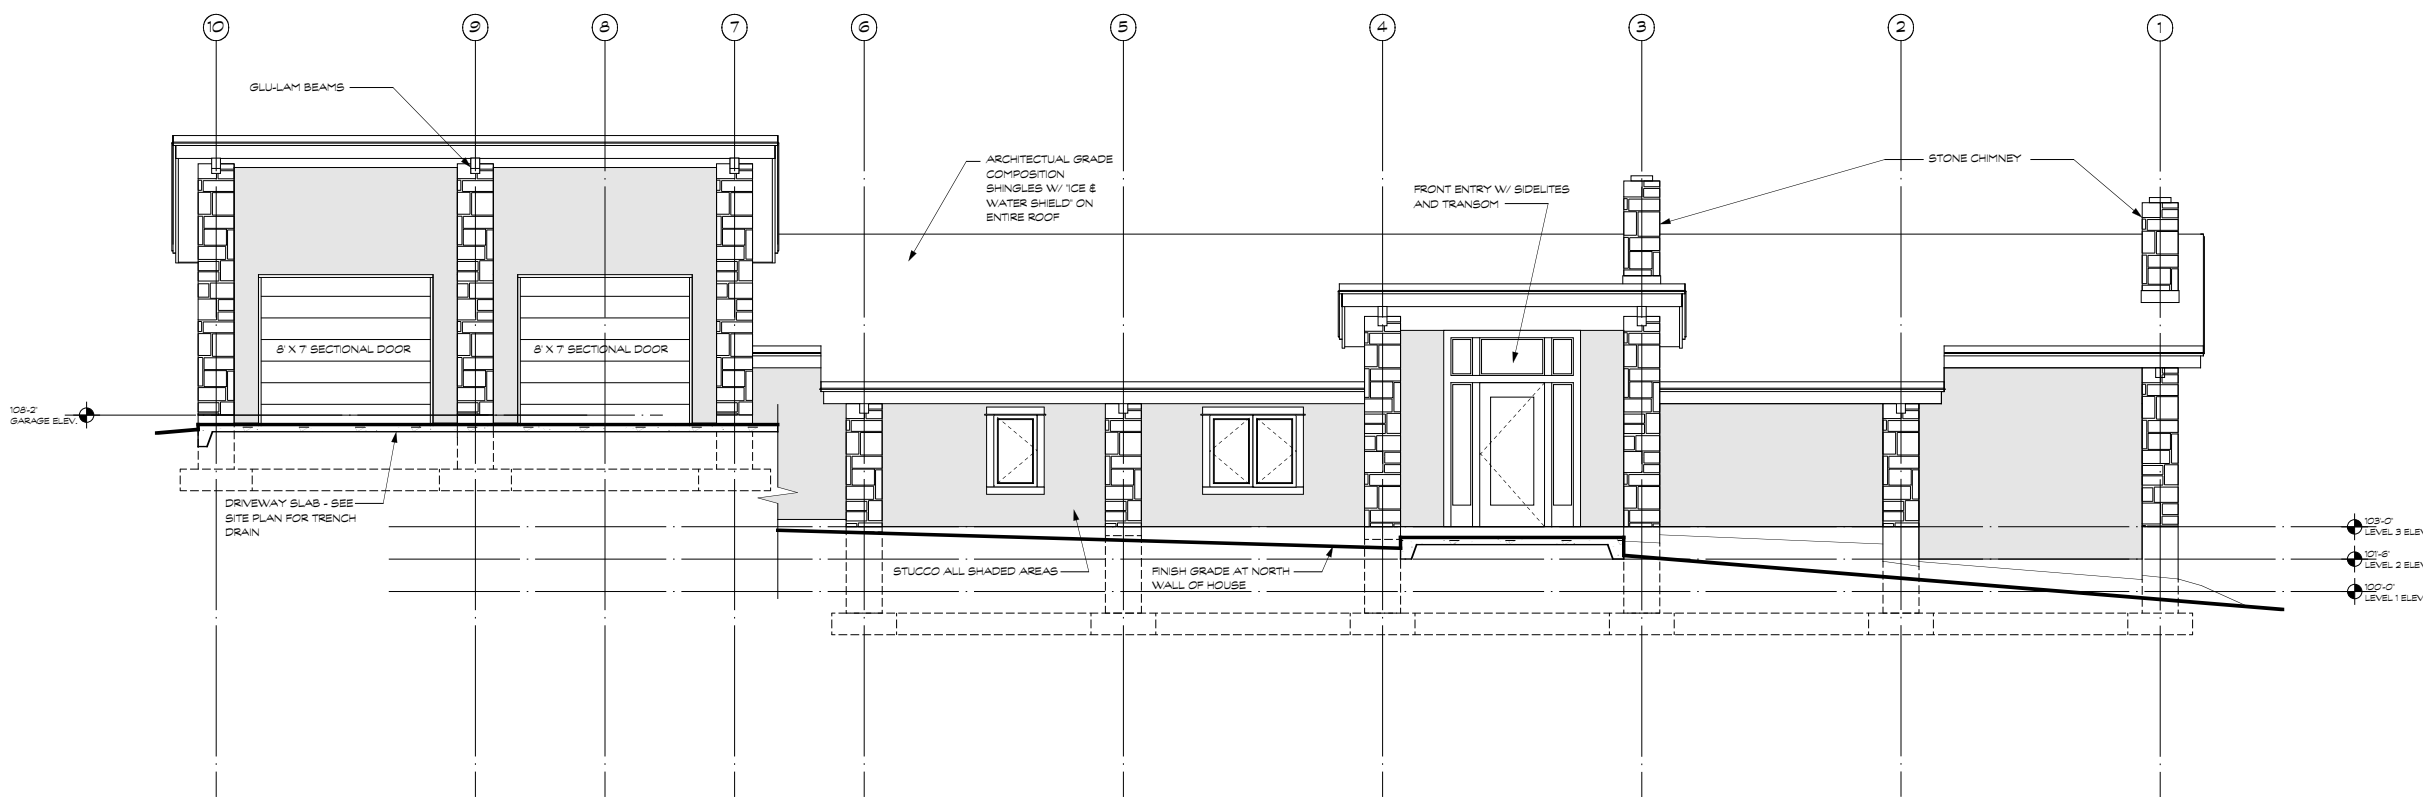 10
9
8
7
6
5
4
3
2
1
GLU-LAM BEAMS
ARCHITECTUAL GRADE
COMPOSITION
SHINGLES W/ "ICE &
WATER SHIELD" ON
ENTIRE ROOF
FRONT ENTRY W/ SIDELITES
AND TRANSOM
STONE CHIMNEY
8' X 7' SECTIONAL DOOR
8' X 7' SECTIONAL DOOR
108'-2"
GARAGE ELEV.
DRIVEWAY SLAB - SEE
SITE PLAN FOR TRENCH
DRAIN
STUCCO ALL SHADED AREAS
FINISH GRADE AT NORTH
WALL OF HOUSE
103'-0"
LEVEL 3 ELEV
101'-6"
LEVEL 2 ELEV
100'-0"
LEVEL 1 ELEV